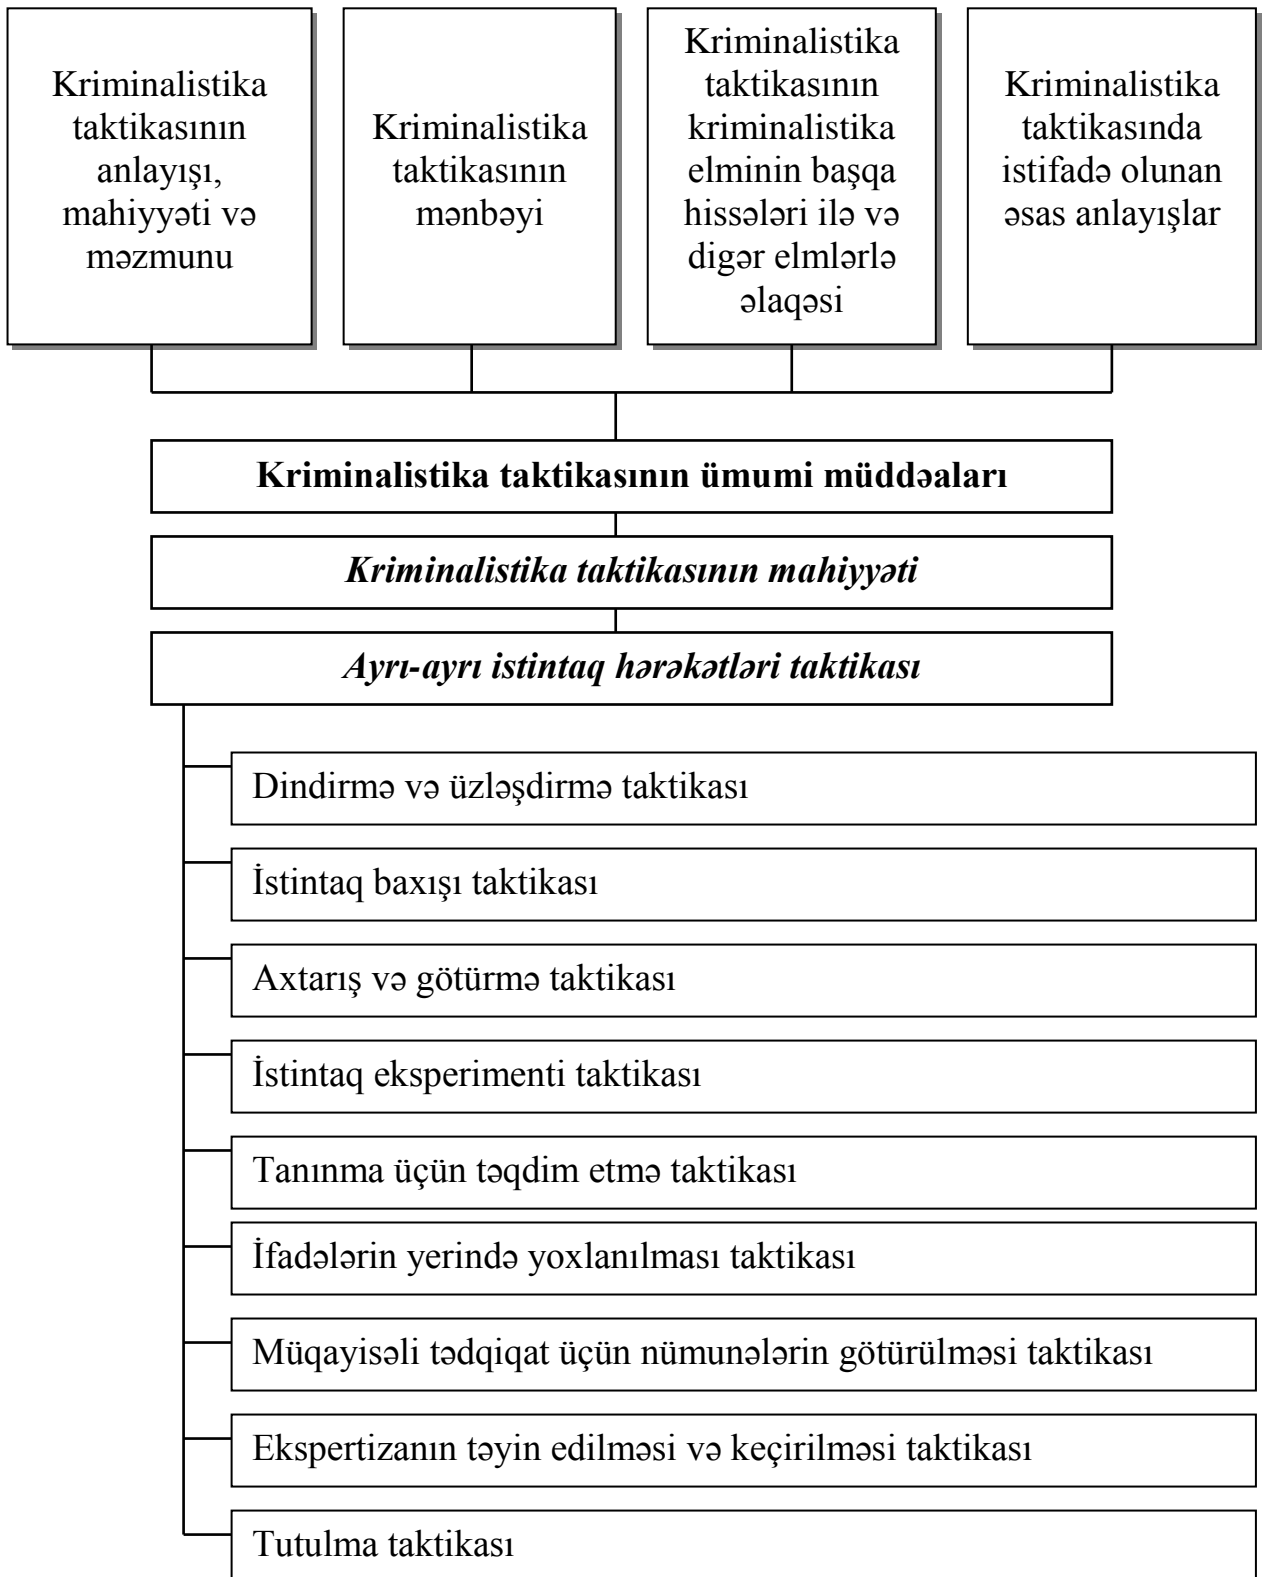 Kriminalistika
taktikasının
anlayışı,
mahiyyəti və
məzmunu
Kriminalistika
taktikasının
mənbəyi
Kriminalistika
taktikasının
kriminalistika
elminin başqa
hissələri ilə və
digər elmlərlə
əlaqəsi
Kriminalistika
taktikasında
istifadə olunan
əsas anlayışlar
Kriminalistika taktikasının ümumi müddəaları
Kriminalistika taktikasının mahiyyəti
Ayrı-ayrı istintaq hərəkətləri taktikası
Dindirmə və üzləşdirmə taktikası
İstintaq baxışı taktikası
Axtarış və götürmə taktikası
İstintaq eksperimenti taktikası
Tanınma üçün təqdim etmə taktikası
İfadələrin yerində yoxlanılması taktikası
Müqayisəli tədqiqat üçün nümunələrin götürülməsi taktikası
Ekspertizanın təyin edilməsi və keçirilməsi taktikası
Tutulma taktikası